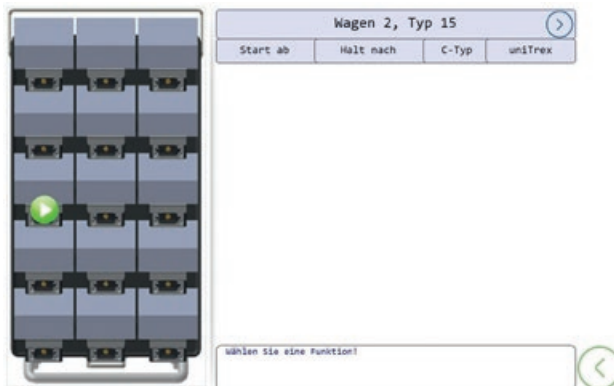 Wagen 2, Typ 15
Start ab Halt nach C-Typ uniTrex
Wählen Sie eine Funktion!